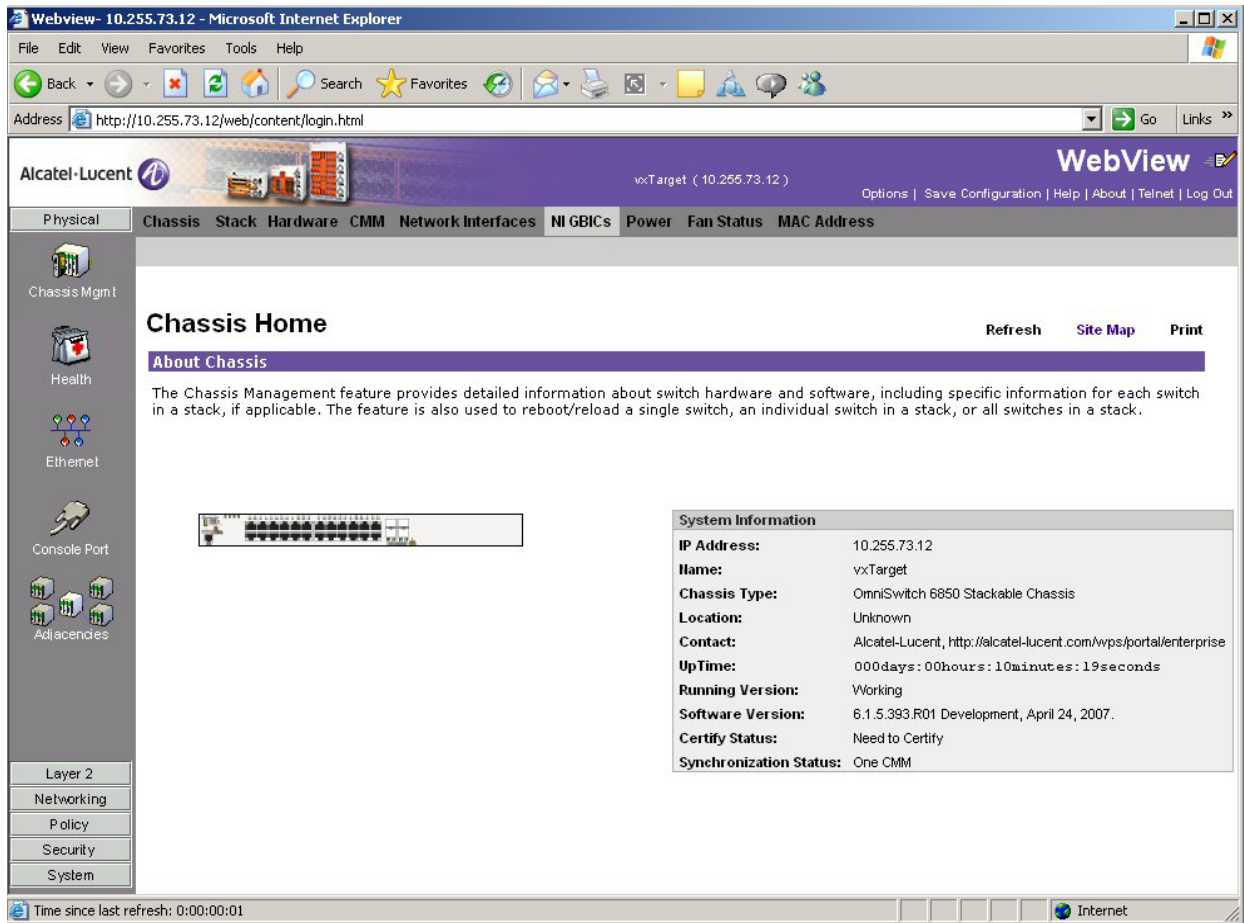 Webview- 10.255.73.12 - Microsoft Internet Explorer
File Edit View Favorites Tools Help
Back Search Favorites
Address http://10.255.73.12/web/content/login.html Go Links »
Alcatel·Lucent
vxTarget ( 10.255.73.12 )
WebView
Options | Save Configuration | Help | About | Telnet | Log Out
Physical
Chassis Stack Hardware CMM Network Interfaces NI GBICs Power Fan Status MAC Address
Chassis Mgmt
Health
Ethernet
Console Port
Adjacencies
Layer 2
Networking
Policy
Security
System
Chassis Home
Refresh Site Map Print
About Chassis
The Chassis Management feature provides detailed information about switch hardware and software, including specific information for each switch
in a stack, if applicable. The feature is also used to reboot/reload a single switch, an individual switch in a stack, or all switches in a stack.
System Information
IP Address: 10.255.73.12
Name: vxTarget
Chassis Type: OmniSwitch 6850 Stackable Chassis
Location: Unknown
Contact: Alcatel-Lucent, http://alcatel-lucent.com/wps/portal/enterprise
UpTime: 000days:00hours:10minutes:19seconds
Running Version: Working
Software Version: 6.1.5.393.R01 Development, April 24, 2007.
Certify Status: Need to Certify
Synchronization Status: One CMM
Time since last refresh: 0:00:00:01
Internet